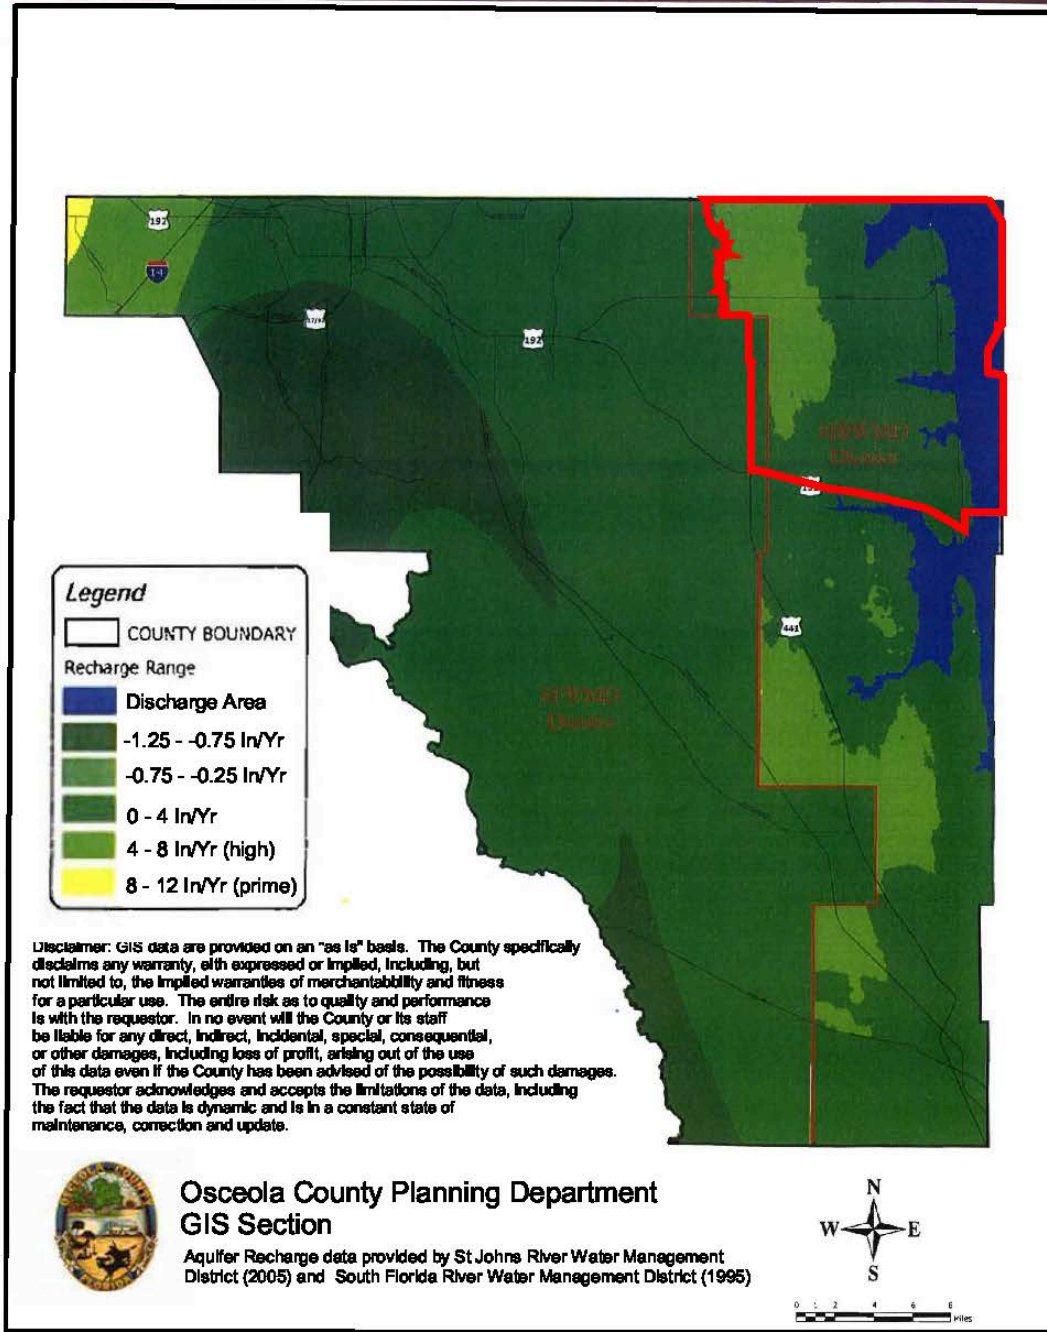 192
I-4
17/92
192
SJRWMD
District
192
441
SFWMD
District
Legend
COUNTY BOUNDARY
Recharge Range
Discharge Area
-1.25 - -0.75 In/Yr
-0.75 - -0.25 In/Yr
0 - 4 In/Yr
4 - 8 In/Yr (high)
8 - 12 In/Yr (prime)
Disclaimer: GIS data are provided on an "as is" basis. The County specifically
disclaims any warranty, eith expressed or implied, including, but
not limited to, the implied warranties of merchantabbility and fitness
for a particular use. The entire risk as to quality and performance
is with the requestor. In no event will the County or its staff
be liable for any direct, indirect, incidental, special, consequential,
or other damages, including loss of profit, arising out of the use
of this data even if the County has been advised of the possibility of such damages.
The requestor acknowledges and accepts the limitations of the data, including
the fact that the data is dynamic and is in a constant state of
maintenance, correction and update.
OSCEOLA COUNTY
FLORIDA
Osceola County Planning Department
GIS Section
Aquifer Recharge data provided by St Johns River Water Management
District (2005) and South Florida River Water Management District (1995)
N
W E
S
0 1 2 4 6 8
Miles